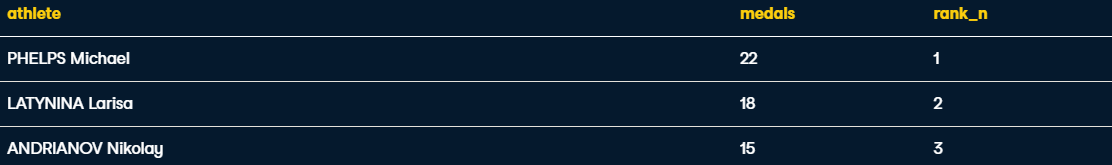 athlete medals rank_n
PHELPS Michael 22 1
LATYNINA Larisa 18 2
ANDRIANOV Nikolay 15 3